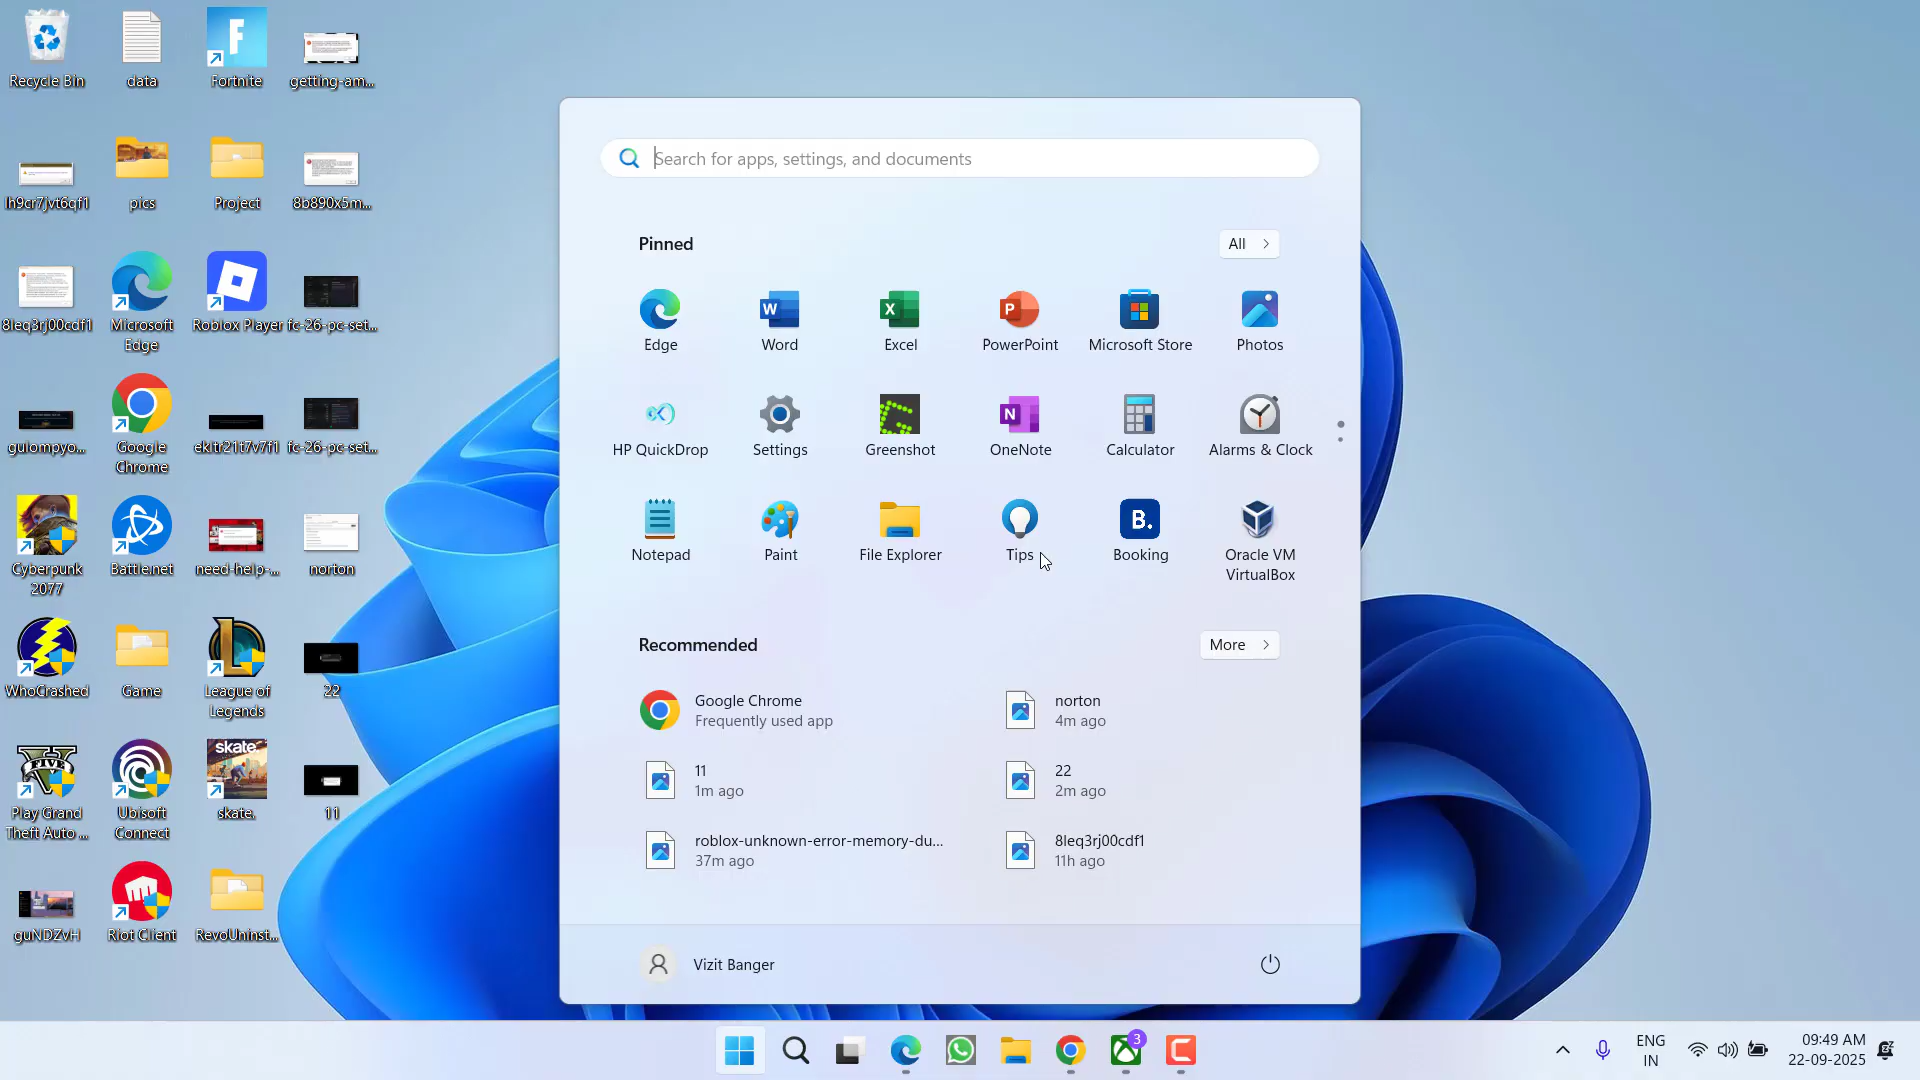 Recycle Bin
data
Fortnite
getting-am...
lh9cr7jvt6qf1
pics
Project
8b890x5m...
8leq3rj00cdf1
Microsoft
Edge
Roblox Player
fc-26-pc-set...
guiompyo...
Google
Chrome
ekltr21t7v7f1
fc-26-pc-set...
Cyberpunk
2077
Battle.net
need-help-...
norton
WhoCrashed
Game
League of
Legends
22
Play Grand
Theft Auto ...
Ubisoft
Connect
skate.
11
guNDZvH
Riot Client
RevoUninst...
Search for apps, settings, and documents
Pinned
All
Edge
Word
Excel
PowerPoint
Microsoft Store
Photos
HP QuickDrop
Settings
Greenshot
OneNote
Calculator
Alarms & Clock
Notepad
Paint
File Explorer
Tips
Booking
Oracle VM
VirtualBox
Recommended
More
Google Chrome
Frequently used app
norton
4m ago
11
1m ago
22
2m ago
roblox-unknown-error-memory-du...
37m ago
8leq3rj00cdf1
11h ago
Vizit Banger
3
ENG
IN
09:49 AM
22-09-2025